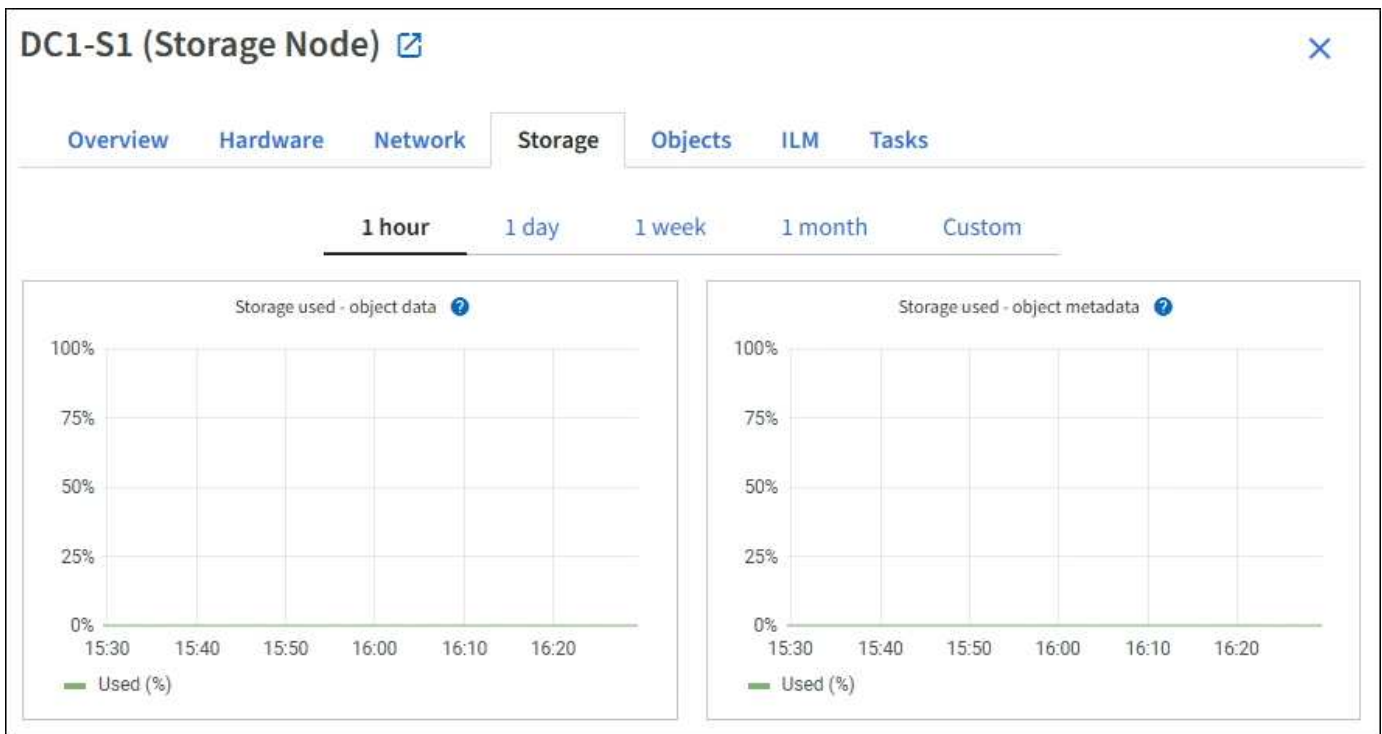 DC1-S1 (Storage Node)
Overview Hardware Network Storage Objects ILM Tasks
1 hour 1 day 1 week 1 month Custom
Storage used - object data ?
100%
75%
50%
25%
0%
15:30 15:40 15:50 16:00 16:10 16:20
Used (%)
Storage used - object metadata ?
100%
75%
50%
25%
0%
15:30 15:40 15:50 16:00 16:10 16:20
Used (%)